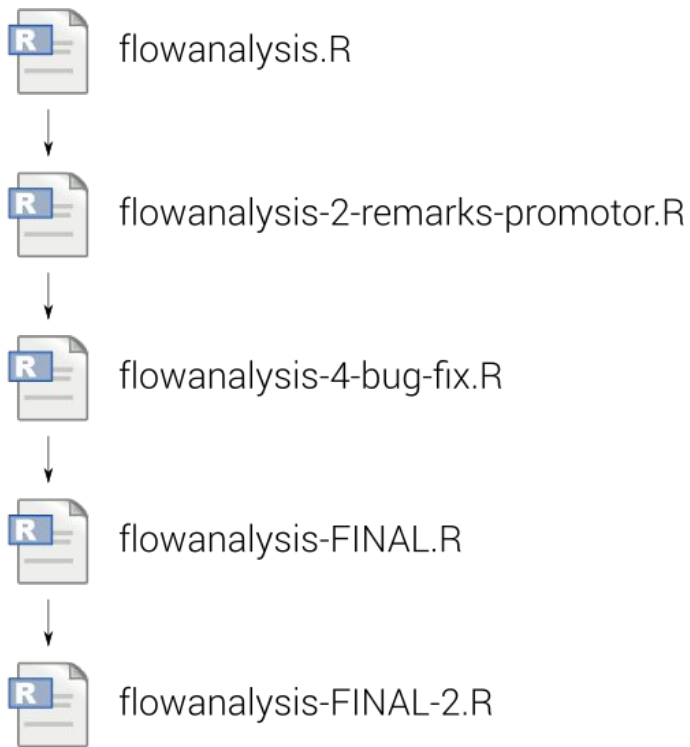 R flowanalysis.R
R flowanalysis-2-remarks-promotor.R
R flowanalysis-4-bug-fix.R
R flowanalysis-FINAL.R
R flowanalysis-FINAL-2.R